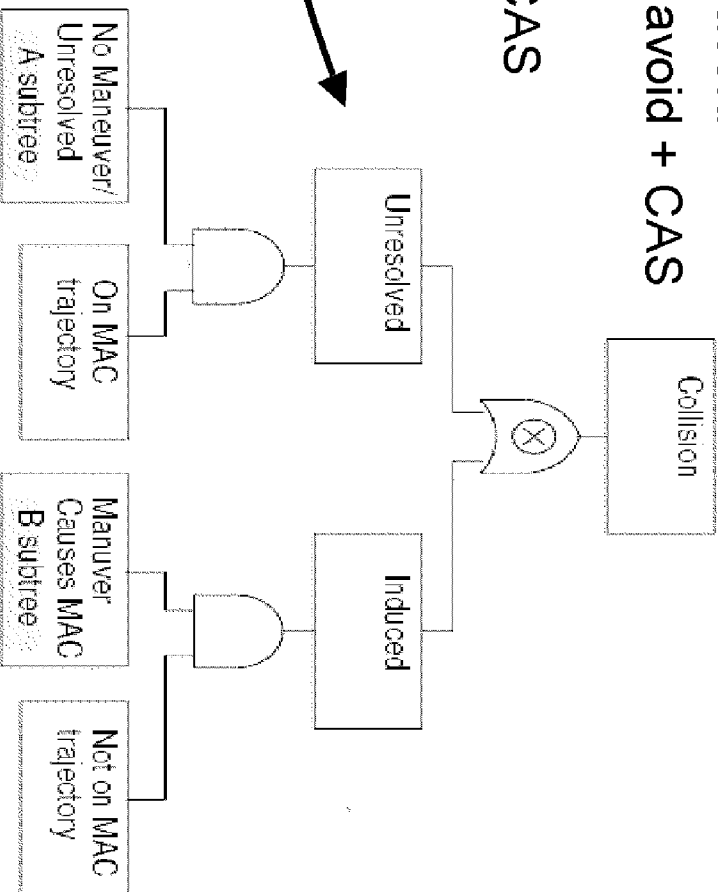 avoid + CAS
CAS
Collision
Unresolved
Induced
No Maneuver/
Unresolved
A subtree
On MAC
trajectory
Manuver
Causes MAC
B subtree
Not on MAC
trajectory